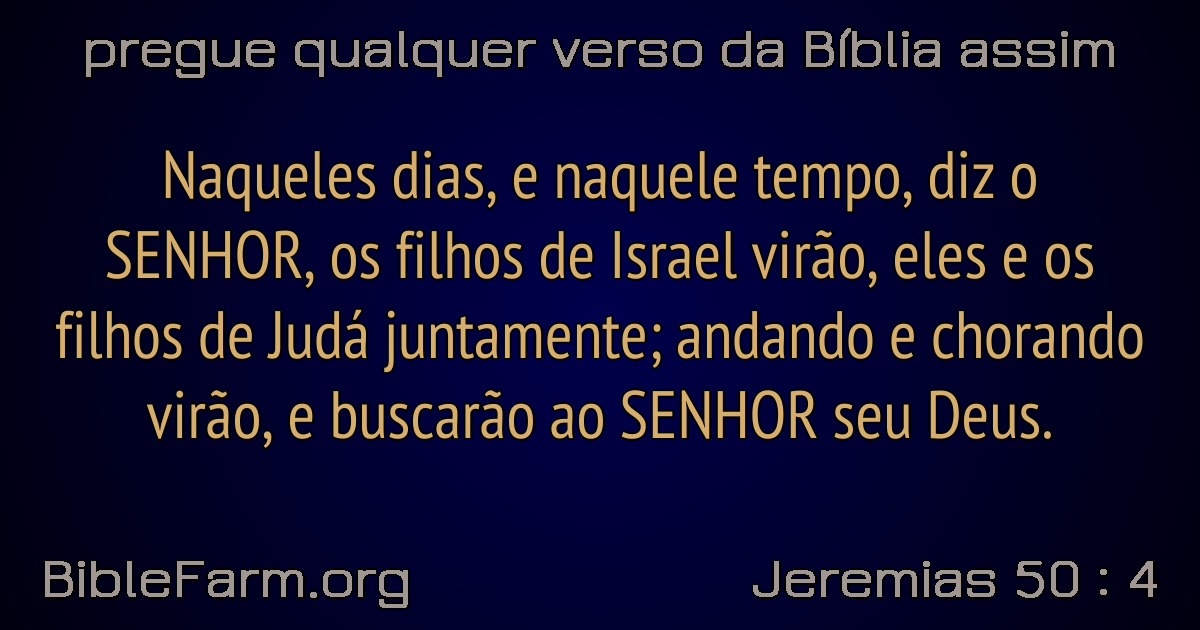 pregue qualquer verso da Bíblia assim
Naqueles dias, e naquele tempo, diz o
SENHOR, os filhos de Israel virão, eles e os
filhos de Judá juntamente; andando e chorando
virão, e buscarão ao SENHOR seu Deus.
BibleFarm.org
Jeremias 50 : 4